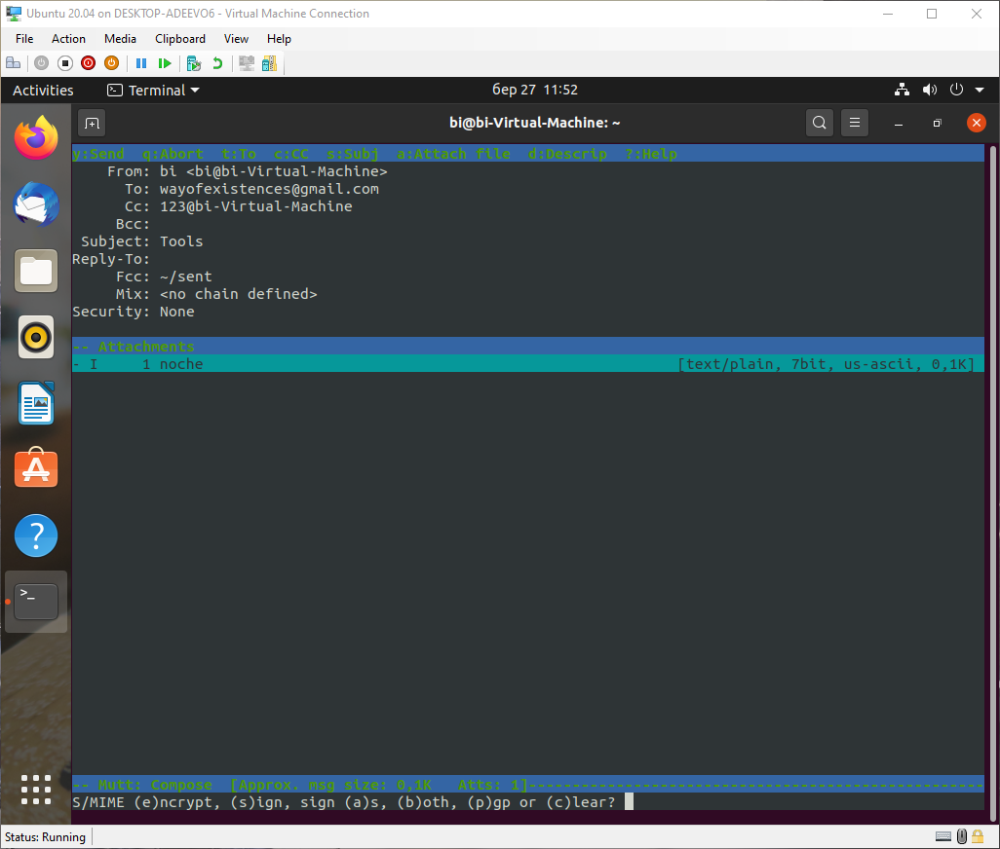 Ubuntu 20.04 on DESKTOP-ADEEVO6 - Virtual Machine Connection
File Action Media Clipboard View Help
Activities Terminal бер 27 11:52
bi@bi-Virtual-Machine: ~
y:Send q:Abort t:To c:CC s:Subj a:Attach file d:Descrip ?:Help
From: bi <bi@bi-Virtual-Machine>
To: wayofexistences@gmail.com
Cc: 123@bi-Virtual-Machine
Bcc:
Subject: Tools
Reply-To:
Fcc: ~/sent
Mix: <no chain defined>
Security: None
-- Attachments
- I 1 noche [text/plain, 7bit, us-ascii, 0,1K]
-- Mutt: Compose [Approx. msg size: 0,1K Atts: 1]----------------------------------------------------
S/MIME (e)ncrypt, (s)ign, sign (a)s, (b)oth, (p)gp or (c)lear?
Status: Running